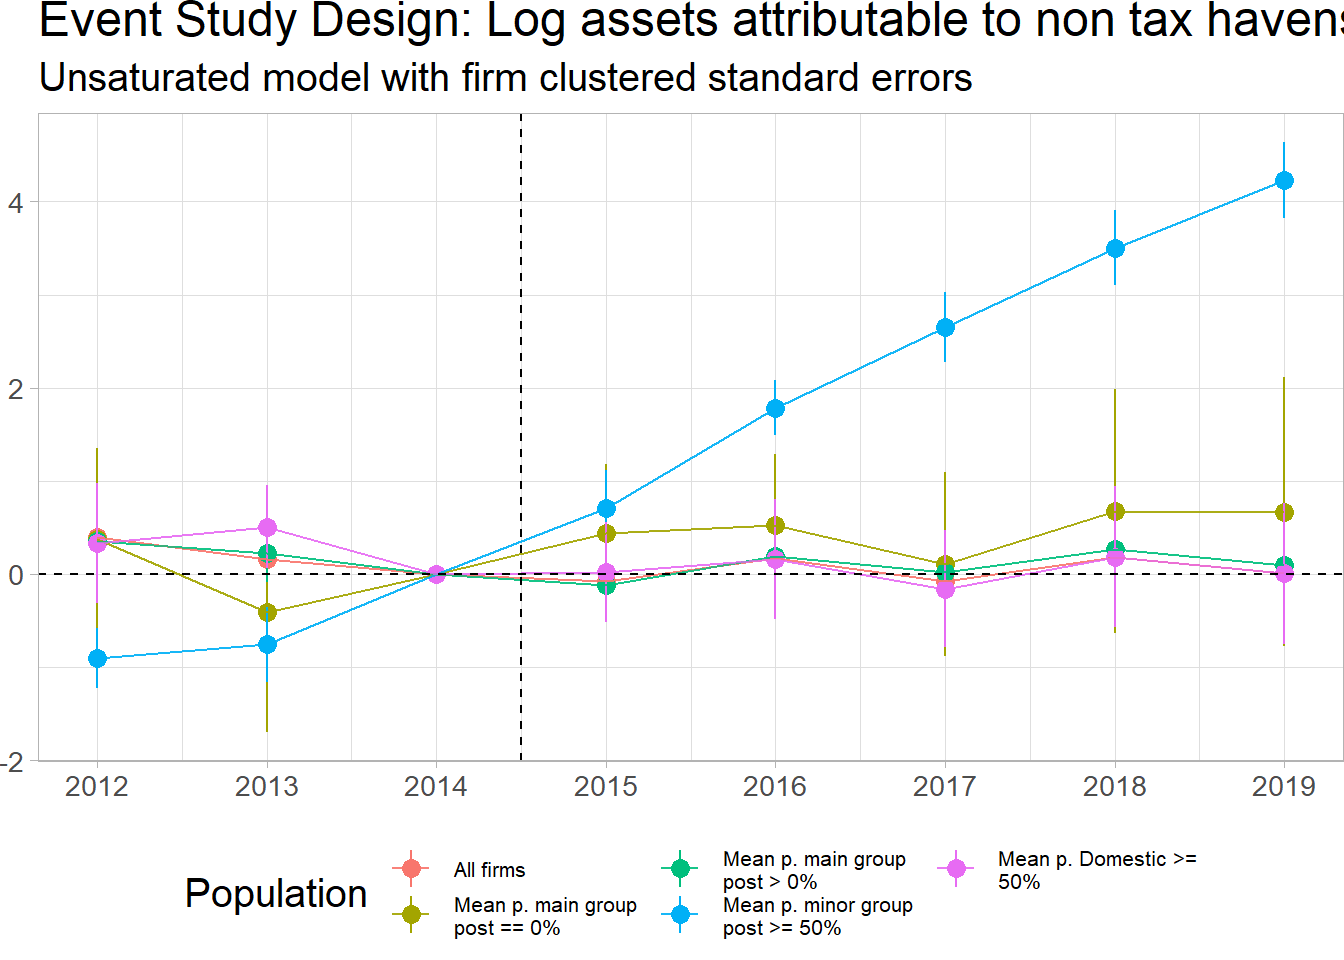 Event Study Design: Log assets attributable to non tax havens
Unsaturated model with firm clustered standard errors
4
2
0
-2
2012 2013 2014 2015 2016 2017 2018 2019
Population
All firms
Mean p. main group
post == 0%
Mean p. main group
post > 0%
Mean p. minor group
post >= 50%
Mean p. Domestic >=
50%